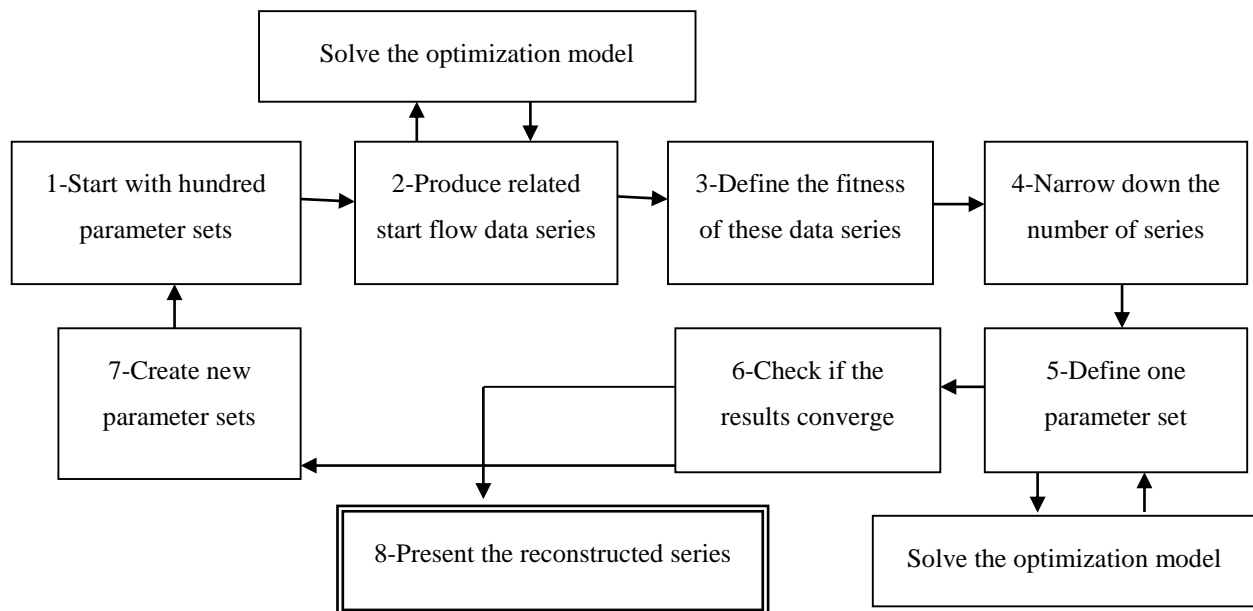 Solve the optimization model
1-Start with hundred
parameter sets
2-Produce related
start flow data series
3-Define the fitness
of these data series
4-Narrow down the
number of series
5-Define one
parameter set
6-Check if the
results converge
7-Create new
parameter sets
8-Present the reconstructed series
Solve the optimization model